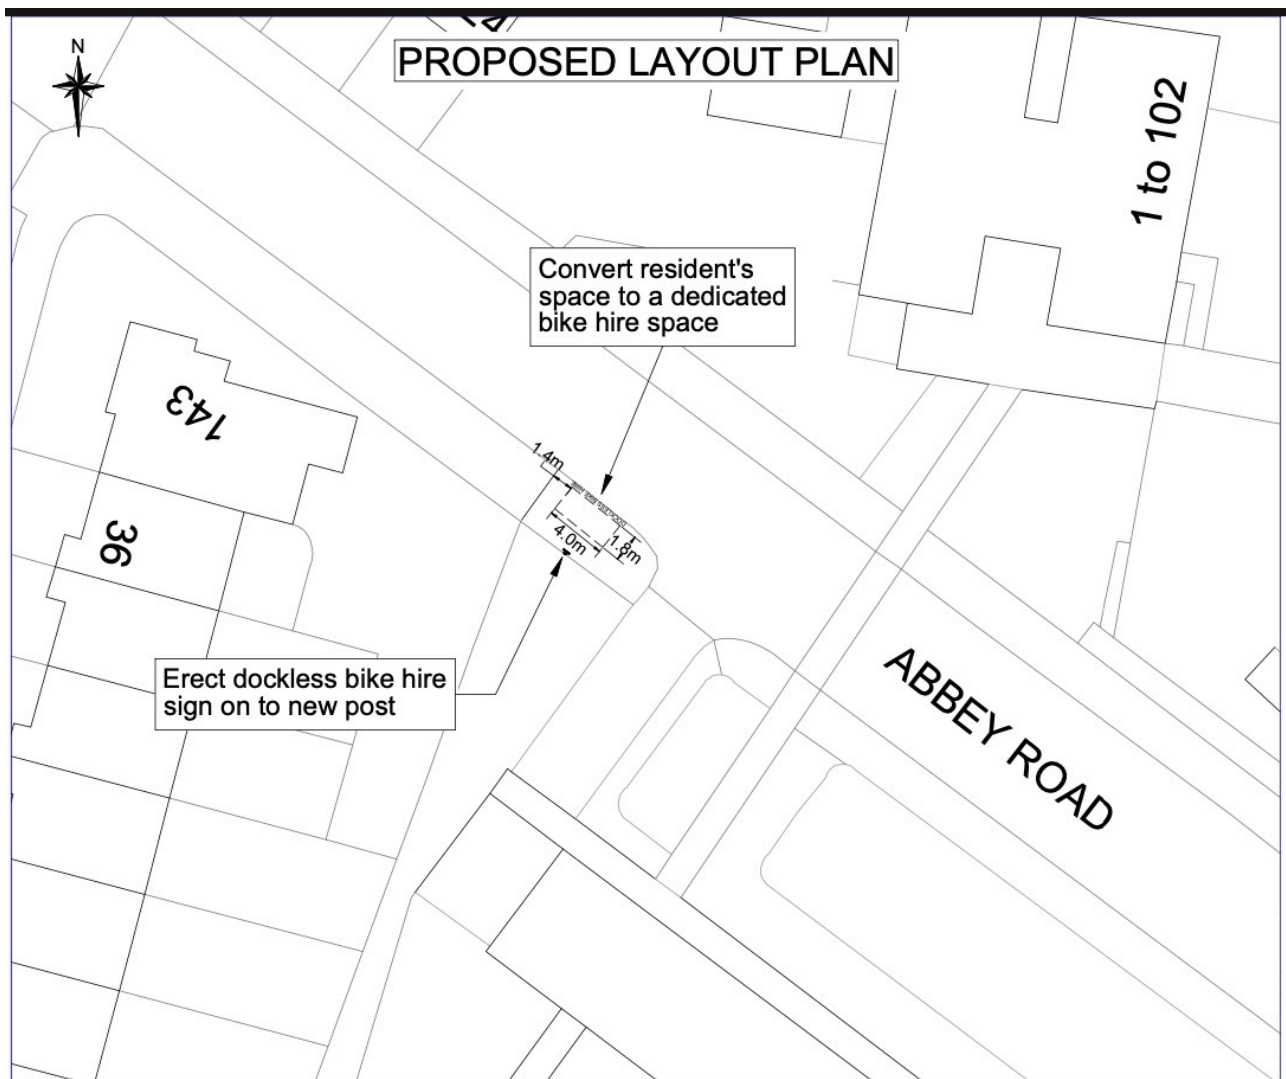 N
PROPOSED LAYOUT PLAN
1 to 102
Convert resident's
space to a dedicated
bike hire space
143
1.4m
36
4.0m
1.8m
Erect dockless bike hire
sign on to new post
ABBEY ROAD